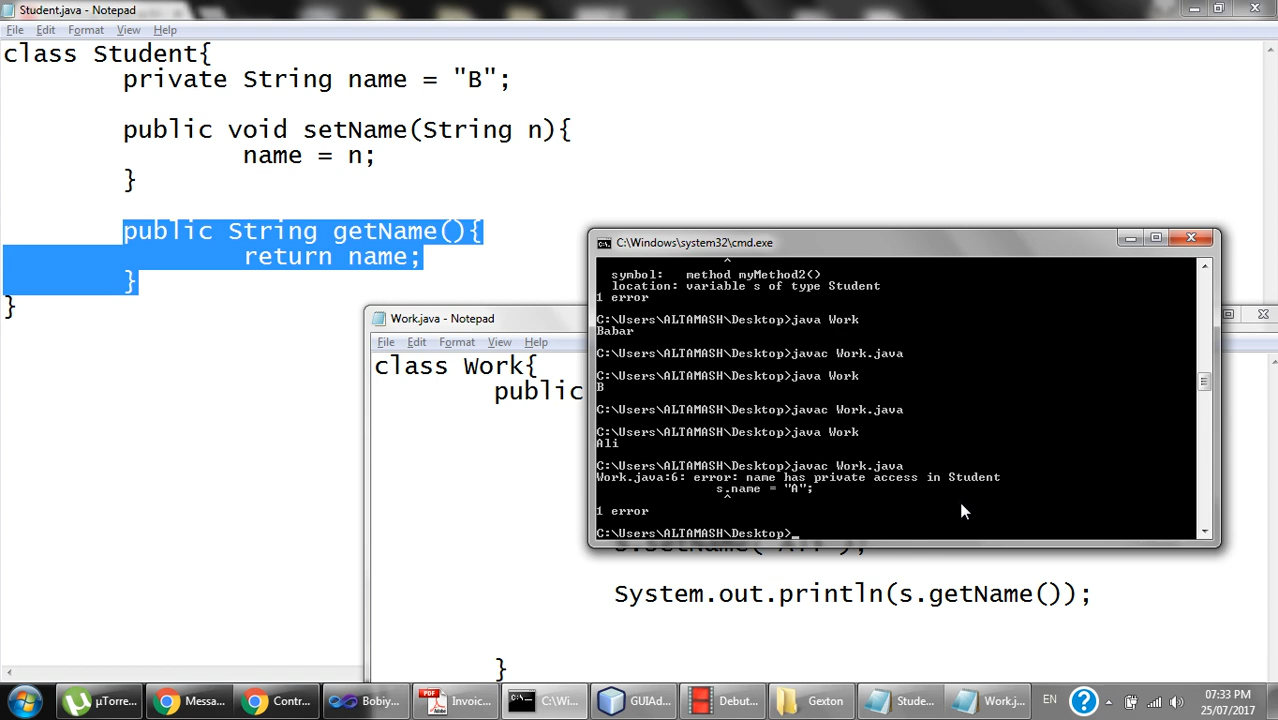 Student.java - Notepad
File Edit Format View Help
class Student{
private String name = "B";
public void setName(String n){
name = n;
}
public String getName(){
return name;
}
}
C:\Windows\system32\cmd.exe
^
symbol: method myMethod2()
location: variable s of type Student
1 error
C:\Users\ALTAMASH\Desktop>java Work
Babar
C:\Users\ALTAMASH\Desktop>javac Work.java
C:\Users\ALTAMASH\Desktop>java Work
B
C:\Users\ALTAMASH\Desktop>javac Work.java
C:\Users\ALTAMASH\Desktop>java Work
Ali
C:\Users\ALTAMASH\Desktop>javac Work.java
Work.java:6: error: name has private access in Student
s.name = "A";
^
1 error
C:\Users\ALTAMASH\Desktop>_
Work.java - Notepad
File Edit Format View Help
class Work{
public
System.out.println(s.getName());
}
µTorre...
Messa...
Contr...
Bobiy...
Invoic...
C:\Wi...
GUIAd...
Debut...
Gexton
Stude...
Work.j...
EN
07:33 PM
25/07/2017